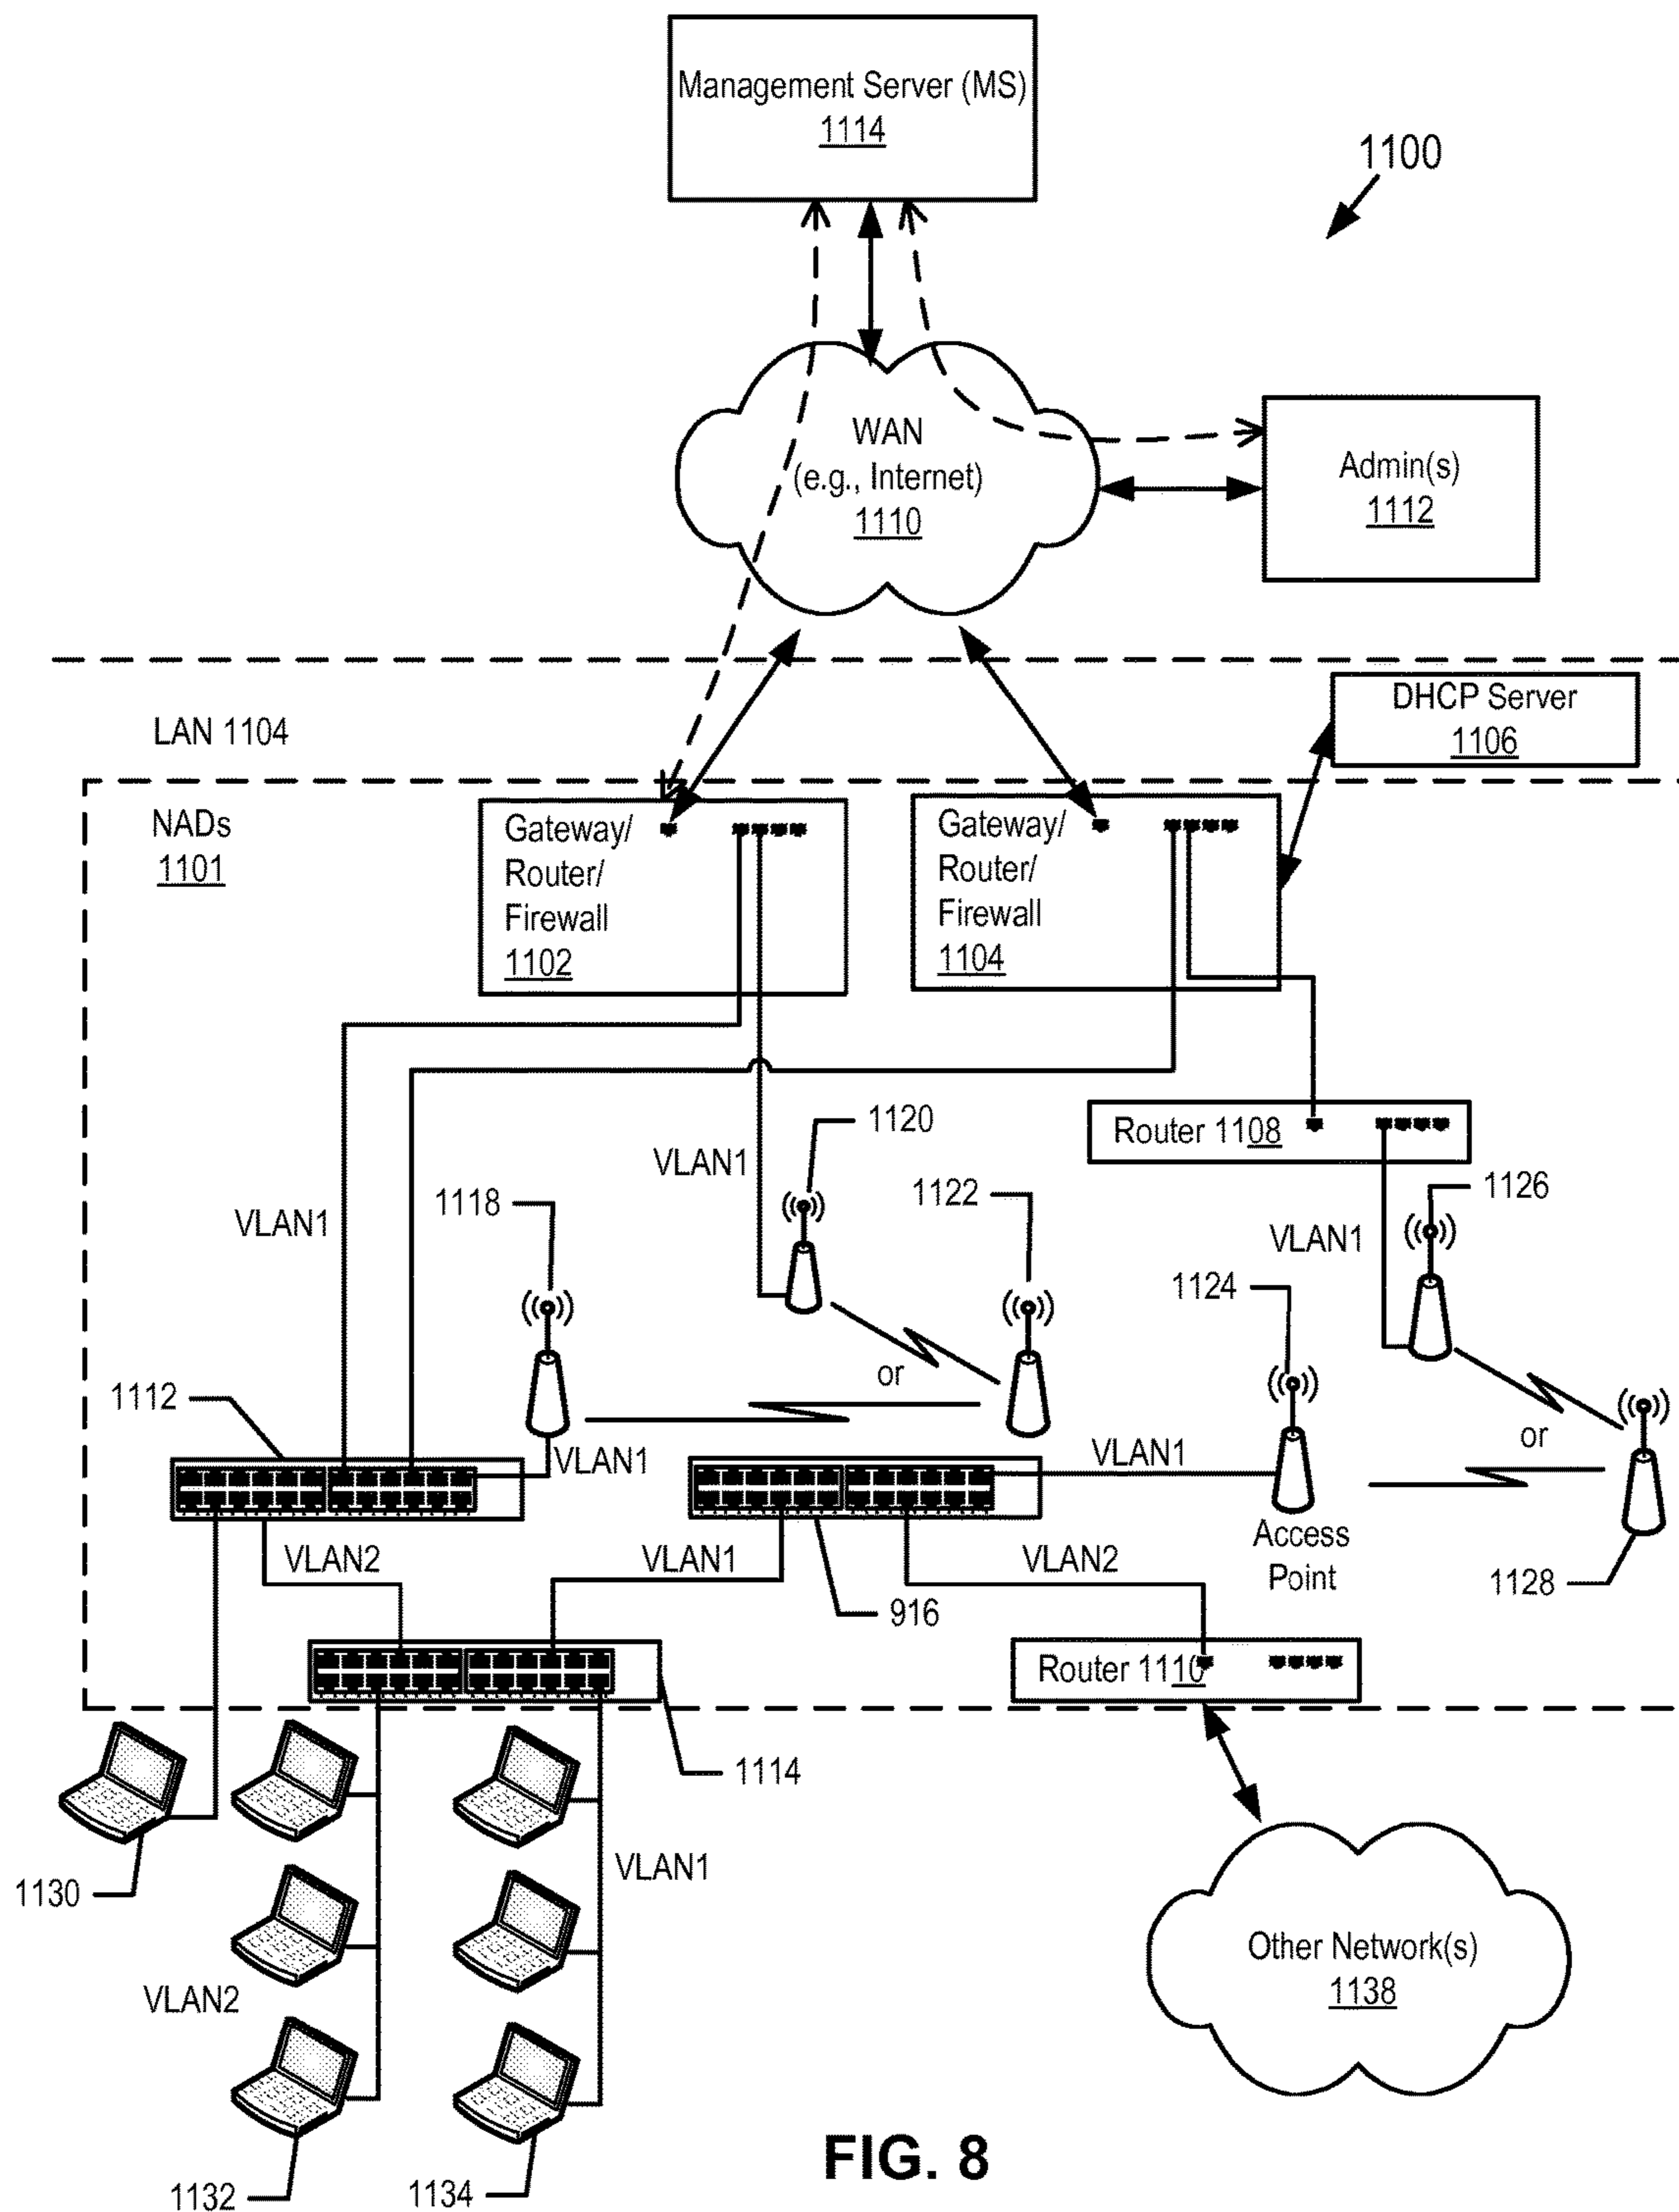 Management Server (MS)
1114
1100
WAN
(e.g., Internet)
1110
Admin(s)
1112
LAN 1104
DHCP Server
1106
NADs
1101
Gateway/
Router/
Firewall
1102
Gateway/
Router/
Firewall
1104
Router 1108
1120
VLAN1
1118
1122
1126
VLAN1
VLAN1
1124
or
1112
VLAN1
VLAN1
or
Access
Point
VLAN2
VLAN1
VLAN2
1128
916
Router 1110
1114
1130
VLAN1
Other Network(s)
1138
VLAN2
1132
1134
FIG. 8